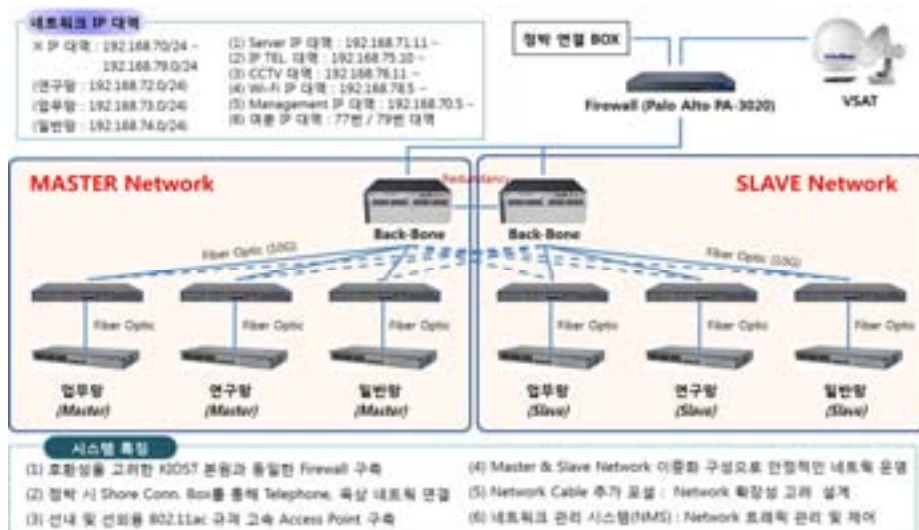 네트워크 IP 대역
※ IP 대역 : 192.168.70/24 ~
192.168.79.0/24
(연구망 : 192.168.72.0/24)
(업무망 : 192.168.73.0/24)
(일반망 : 192.168.74.0/24)
(1) Server IP 대역 : 192.168.71.11 ~
(2) IP TEL. 대역 : 192.168.75.10 ~
(3) CCTV 대역 : 192.168.76.11 ~
(4) Wi-Fi IP 대역 : 192.168.78.5 ~
(5) Management IP 대역 : 192.168.70.5 ~
(6) 여분 IP 대역 : 77번 / 79번 대역
정박 연결 BOX
Firewall (Palo Alto PA-3020)
VSAT
MASTER Network
Redundancy
SLAVE Network
Back-Bone
Back-Bone
Fiber Optic (10G)
Fiber Optic (10G)
Fiber Optic
Fiber Optic
Fiber Optic
Fiber Optic
Fiber Optic
Fiber Optic
업무망
(Master)
연구망
(Master)
일반망
(Master)
업무망
(Slave)
연구망
(Slave)
일반망
(Slave)
시스템 특징
(1) 호환성을 고려한 KIOST 본원과 동일한 Firewall 구축
(2) 정박 시 Shore Conn. Box를 통해 Telephone, 육상 네트웍 연결
(3) 선내 및 선외용 802.11ac 규격 고속 Access Point 구축
(4) Master & Slave Network 이중화 구성으로 안정적인 네트웍 운영
(5) Network Cable 추가 포설 : Network 확장성 고려 설계
(6) 네트워크 관리 시스템(NMS) : Network 트래픽 관리 및 제어